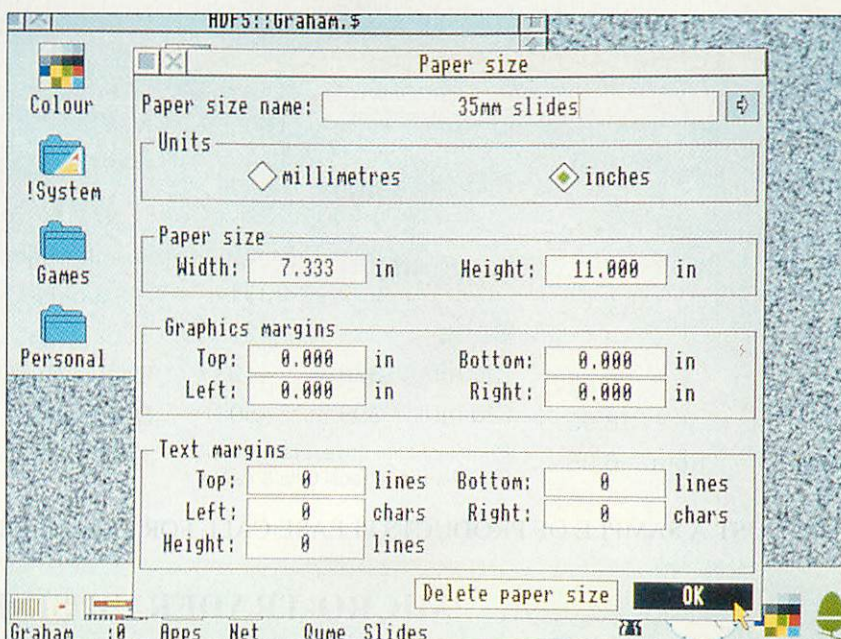 HDFS::Graham.$
Paper size
Colour
Paper size name: 35mm slides
Units
millimetres inches
!System
Paper size
Width: 7.333 in Height: 11.000 in
Games
Graphics margins
Top: 0.000 in Bottom: 0.000 in
Left: 0.000 in Right: 0.000 in
Personal
Text margins
Top: 0 lines Bottom: 0 lines
Left: 0 chars Right: 0 chars
Height: 0 lines
Delete paper size OK
Graham :0 Apps Net Qume Slides